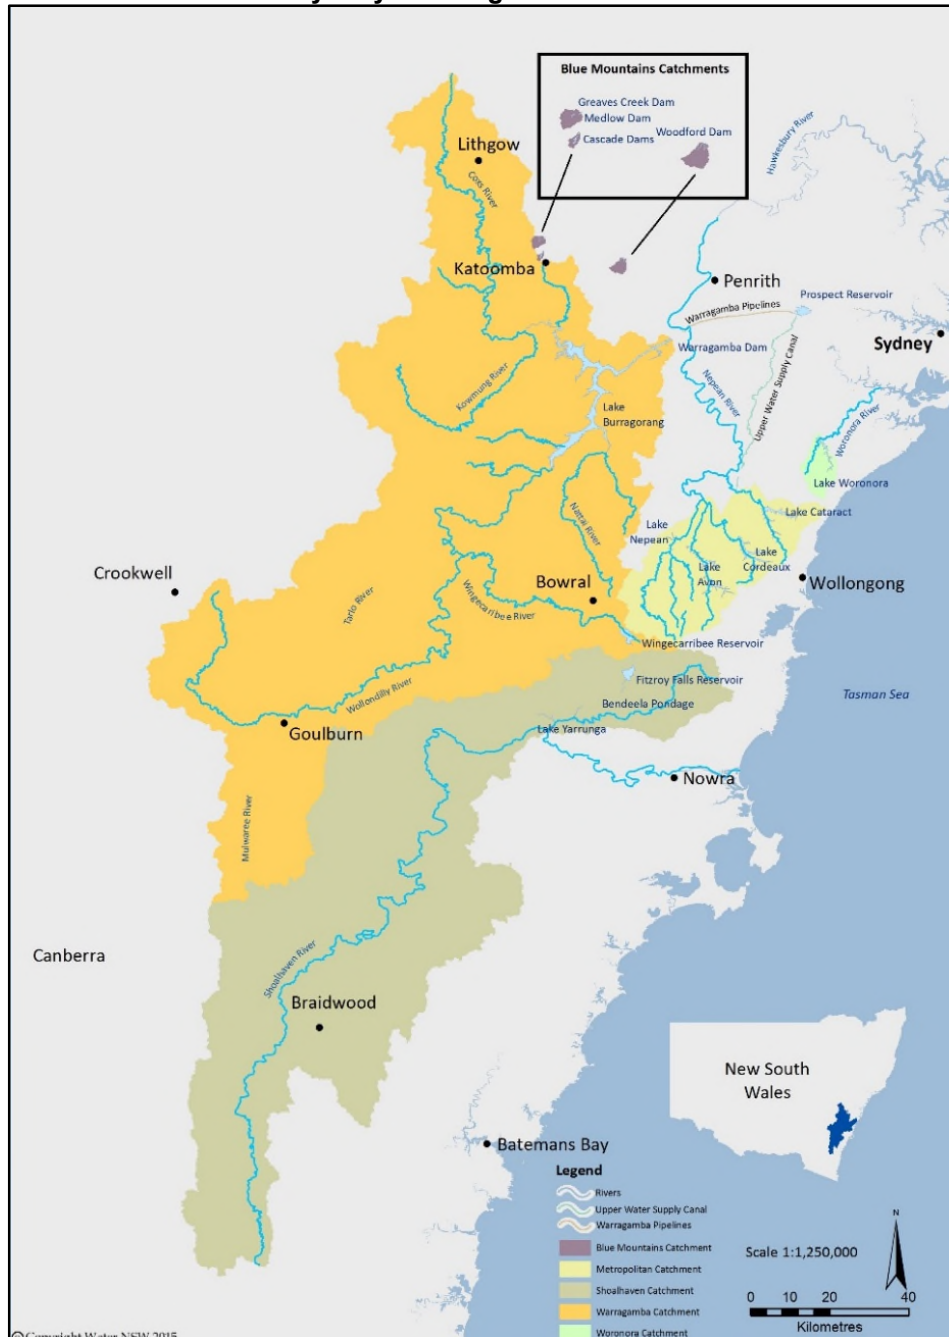 Blue Mountains Catchments
Greaves Creek Dam
Medlow Dam
Cascade Dams
Woodford Dam
Hawkesbury River
Lithgow
Coxs River
Katoomba
Penrith
Warragamba Pipelines
Prospect Reservoir
Sydney
Warragamba Dam
Nepean River
Upper Water Supply Canal
Kowmung River
Lake
Burragorang
Woronora River
Lake Woronora
Lake Cataract
Nattai River
Lake
Nepean
Lake
Cordeaux
Lake
Avon
Crookwell
Bowral
Wollongong
Tarlo River
Wingecaribee River
Wingecarribee Reservoir
Fitzroy Falls Reservoir
Wollondilly River
Bendeela Pondage
Tasman Sea
Goulburn
Lake Yarrunga
Nowra
Mulwaree River
Canberra
Shoalhaven River
Braidwood
New South
Wales
Batemans Bay
Legend
Rivers
Upper Water Supply Canal
Warragamba Pipelines
Blue Mountains Catchment
Metropolitan Catchment
Shoalhaven Catchment
Warragamba Catchment
Woronora Catchment
N
Scale 1:1,250,000
0 10 20 40
Kilometres
© Copyright Water NSW 2015